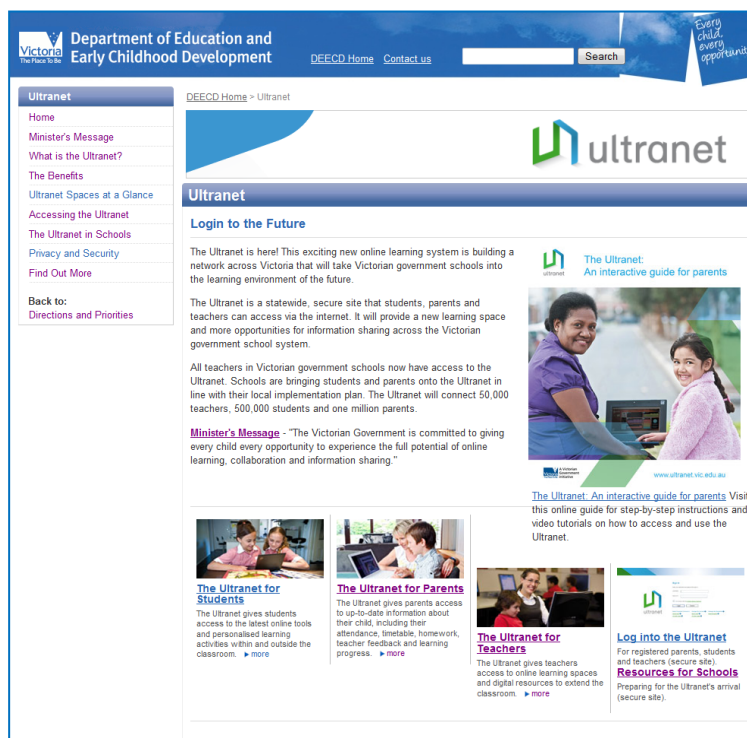 Victoria
The Place To Be
Department of Education and
Early Childhood Development
DEECD Home Contact us
Search
Every
child,
every
opportunit
Ultranet
Home
Minister's Message
What is the Ultranet?
The Benefits
Ultranet Spaces at a Glance
Accessing the Ultranet
The Ultranet in Schools
Privacy and Security
Find Out More
Back to:
Directions and Priorities
DEECD Home > Ultranet
ultranet
Ultranet
Login to the Future
The Ultranet is here! This exciting new online learning system is building a
network across Victoria that will take Victorian government schools into
the learning environment of the future.
The Ultranet is a statewide, secure site that students, parents and
teachers can access via the internet. It will provide a new learning space
and more opportunities for information sharing across the Victorian
government school system.
All teachers in Victorian government schools now have access to the
Ultranet. Schools are bringing students and parents onto the Ultranet in
line with their local implementation plan. The Ultranet will connect 50,000
teachers, 500,000 students and one million parents.
Minister's Message - "The Victorian Government is committed to giving
every child every opportunity to experience the full potential of online
learning, collaboration and information sharing."
ultranet
The Ultranet:
An interactive guide for parents
A Victorian
Government
initiative
www.ultranet.vic.edu.au
The Ultranet: An interactive guide for parents Visi
this online guide for step-by-step instructions and
video tutorials on how to access and use the
Ultranet.
The Ultranet for
Students
The Ultranet gives students
access to the latest online tools
and personalised learning
activities within and outside the
classroom. ▶ more
The Ultranet for Parents
The Ultranet gives parents access
to up-to-date information about
their child, including their
attendance, timetable, homework,
teacher feedback and learning
progress. ▶ more
The Ultranet for
Teachers
The Ultranet gives teachers
access to online learning spaces
and digital resources to extend the
classroom. ▶ more
ultranet
Log into the Ultranet
For registered parents, students
and teachers (secure site).
Resources for Schools
Preparing for the Ultranet's arrival
(secure site).